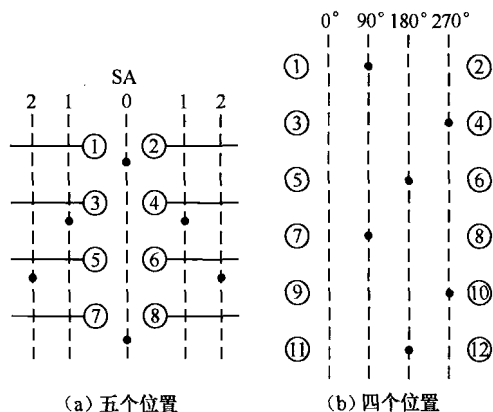 SA
2 1 0 1 2
① ②
③ ④
⑤ ⑥
⑦ ⑧
(a) 五个位置
0° 90° 180° 270°
① ②
③ ④
⑤ ⑥
⑦ ⑧
⑨ ⑩
⑪ ⑫
(b) 四个位置